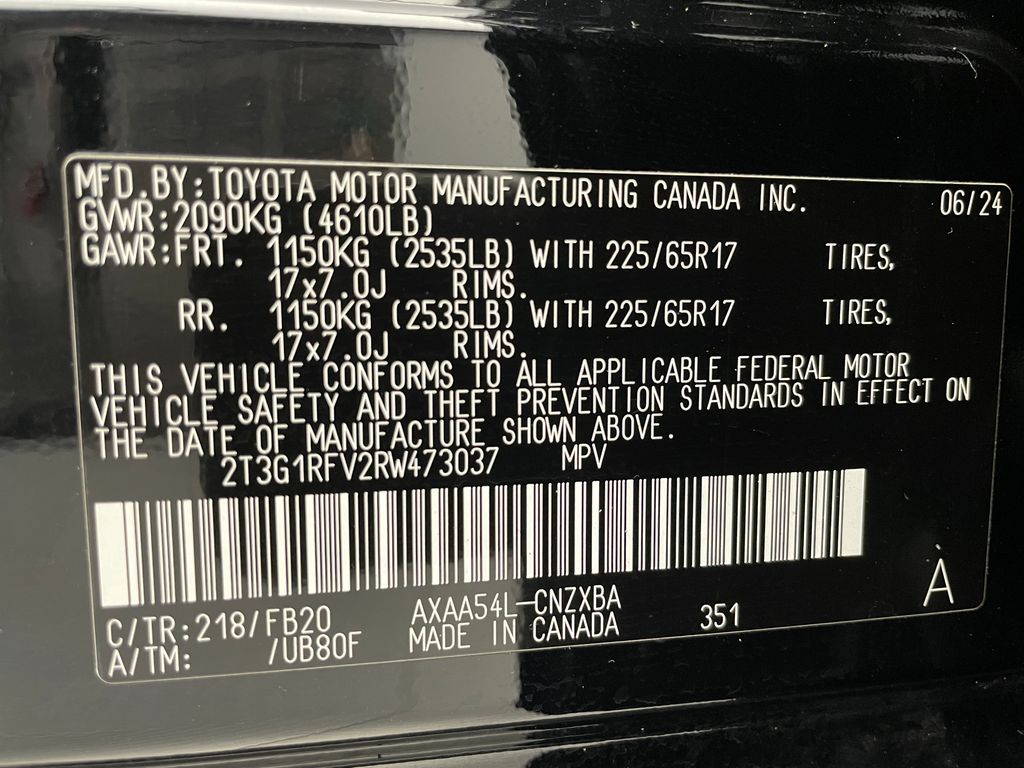 MFD.BY:TOYOTA MOTOR MANUFACTURING CANADA INC. 06/24
GVWR:2090KG (4610LB)
GAWR:FRT. 1150KG (2535LB) WITH 225/65R17 TIRES,
17x7.0J RIMS.
RR. 1150KG (2535LB) WITH 225/65R17 TIRES,
17x7.0J RIMS.
THIS VEHICLE CONFORMS TO ALL APPLICABLE FEDERAL MOTOR
VEHICLE SAFETY AND THEFT PREVENTION STANDARDS IN EFFECT ON
THE DATE OF MANUFACTURE SHOWN ABOVE.
2T3G1RFV2RW473037 MPV
C/TR:218/FB20 AXAA54L-CNZXBA 351 A
A/TM: /UB80F MADE IN CANADA